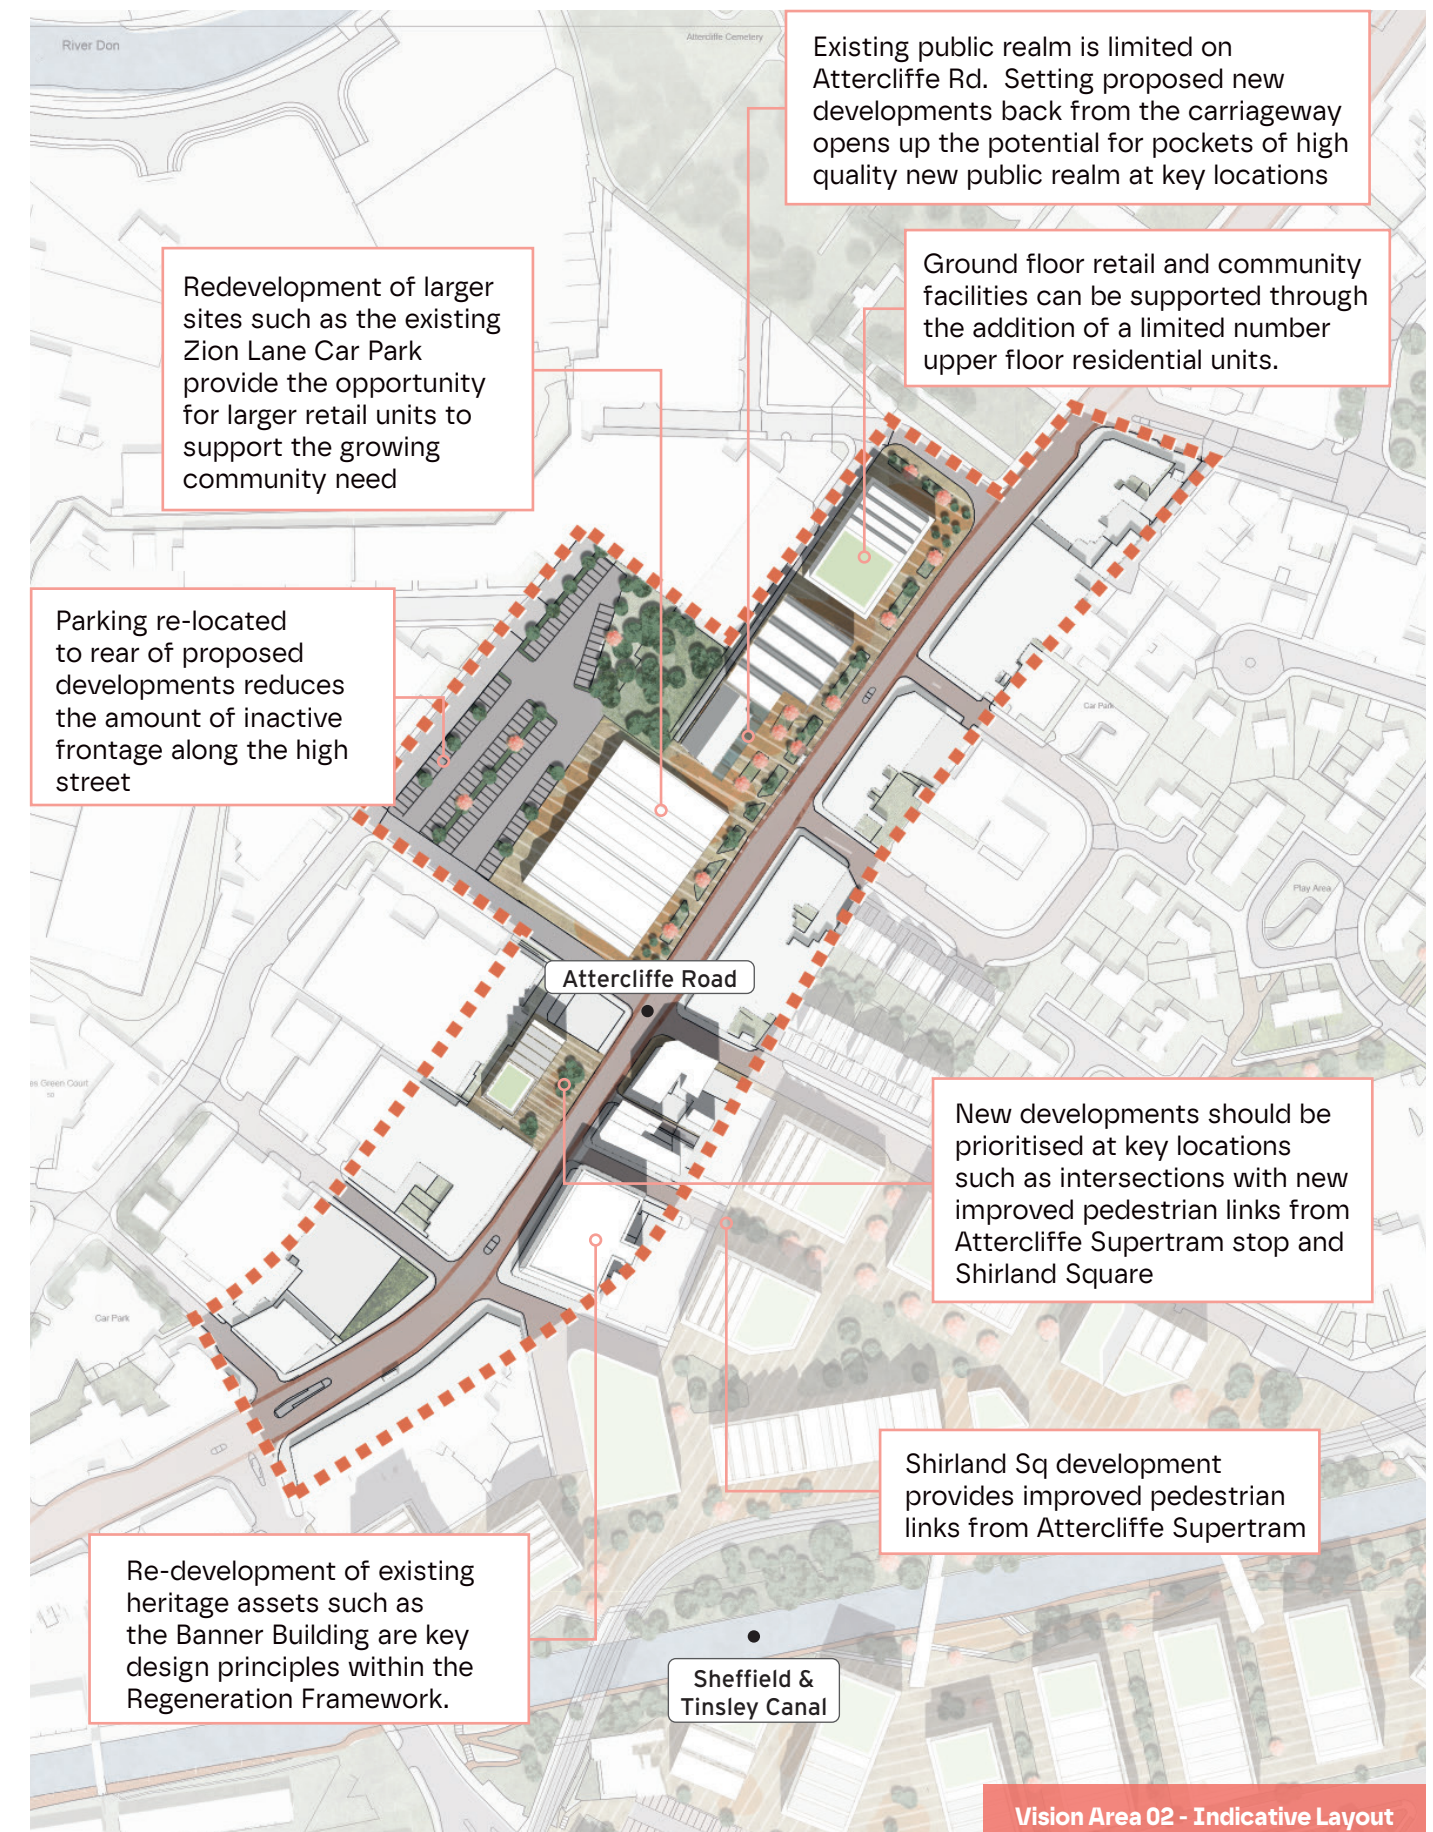 River Don
Attercliffe Cemetery
Existing public realm is limited on
Attercliffe Rd.  Setting proposed new
developments back from the carriageway
opens up the potential for pockets of high
quality new public realm at key locations
Redevelopment of larger
sites such as the existing
Zion Lane Car Park
provide the opportunity
for larger retail units to
support the growing
community need
Ground floor retail and community
facilities can be supported through
the addition of a limited number
upper floor residential units.
Parking re-located
to rear of proposed
developments reduces
the amount of inactive
frontage along the high
street
Car Park
Play Area
Attercliffe Road
es Green Court
50
New developments should be
prioritised at key locations
such as intersections with new
improved pedestrian links from
Attercliffe Supertram stop and
Shirland Square
Car Park
Shirland Sq development
provides improved pedestrian
links from Attercliffe Supertram
Re-development of existing
heritage assets such as
the Banner Building are key
design principles within the
Regeneration Framework.
Sheffield &
Tinsley Canal
Vision Area 02 - Indicative Layout